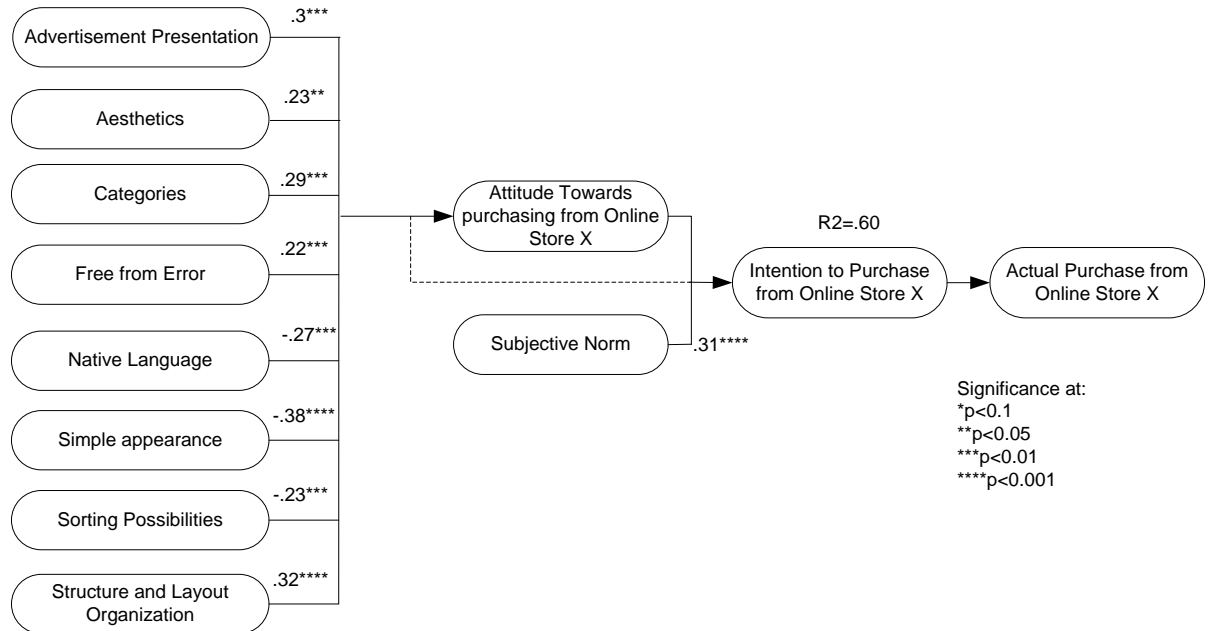 .3***
Advertisement Presentation
.23**
Aesthetics
.29***
Categories
.22***
Free from Error
-.27***
Native Language
-.38****
Simple appearance
-.23***
Sorting Possibilities
.32****
Structure and Layout
Organization
Attitude Towards
purchasing from Online
Store X
Subjective Norm
.31****
R2=.60
Intention to Purchase
from Online Store X
Actual Purchase from
Online Store X
Significance at:
*p<0.1
**p<0.05
***p<0.01
****p<0.001